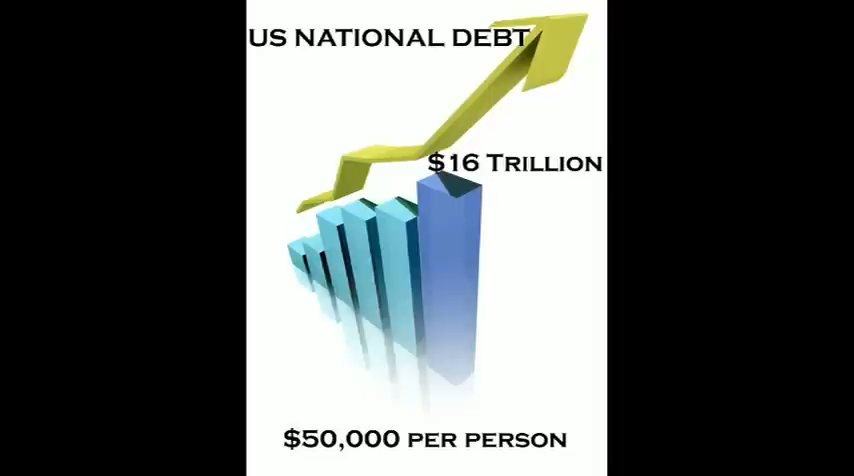 US NATIONAL DEBT
$16 TRILLION
$50,000 PER PERSON